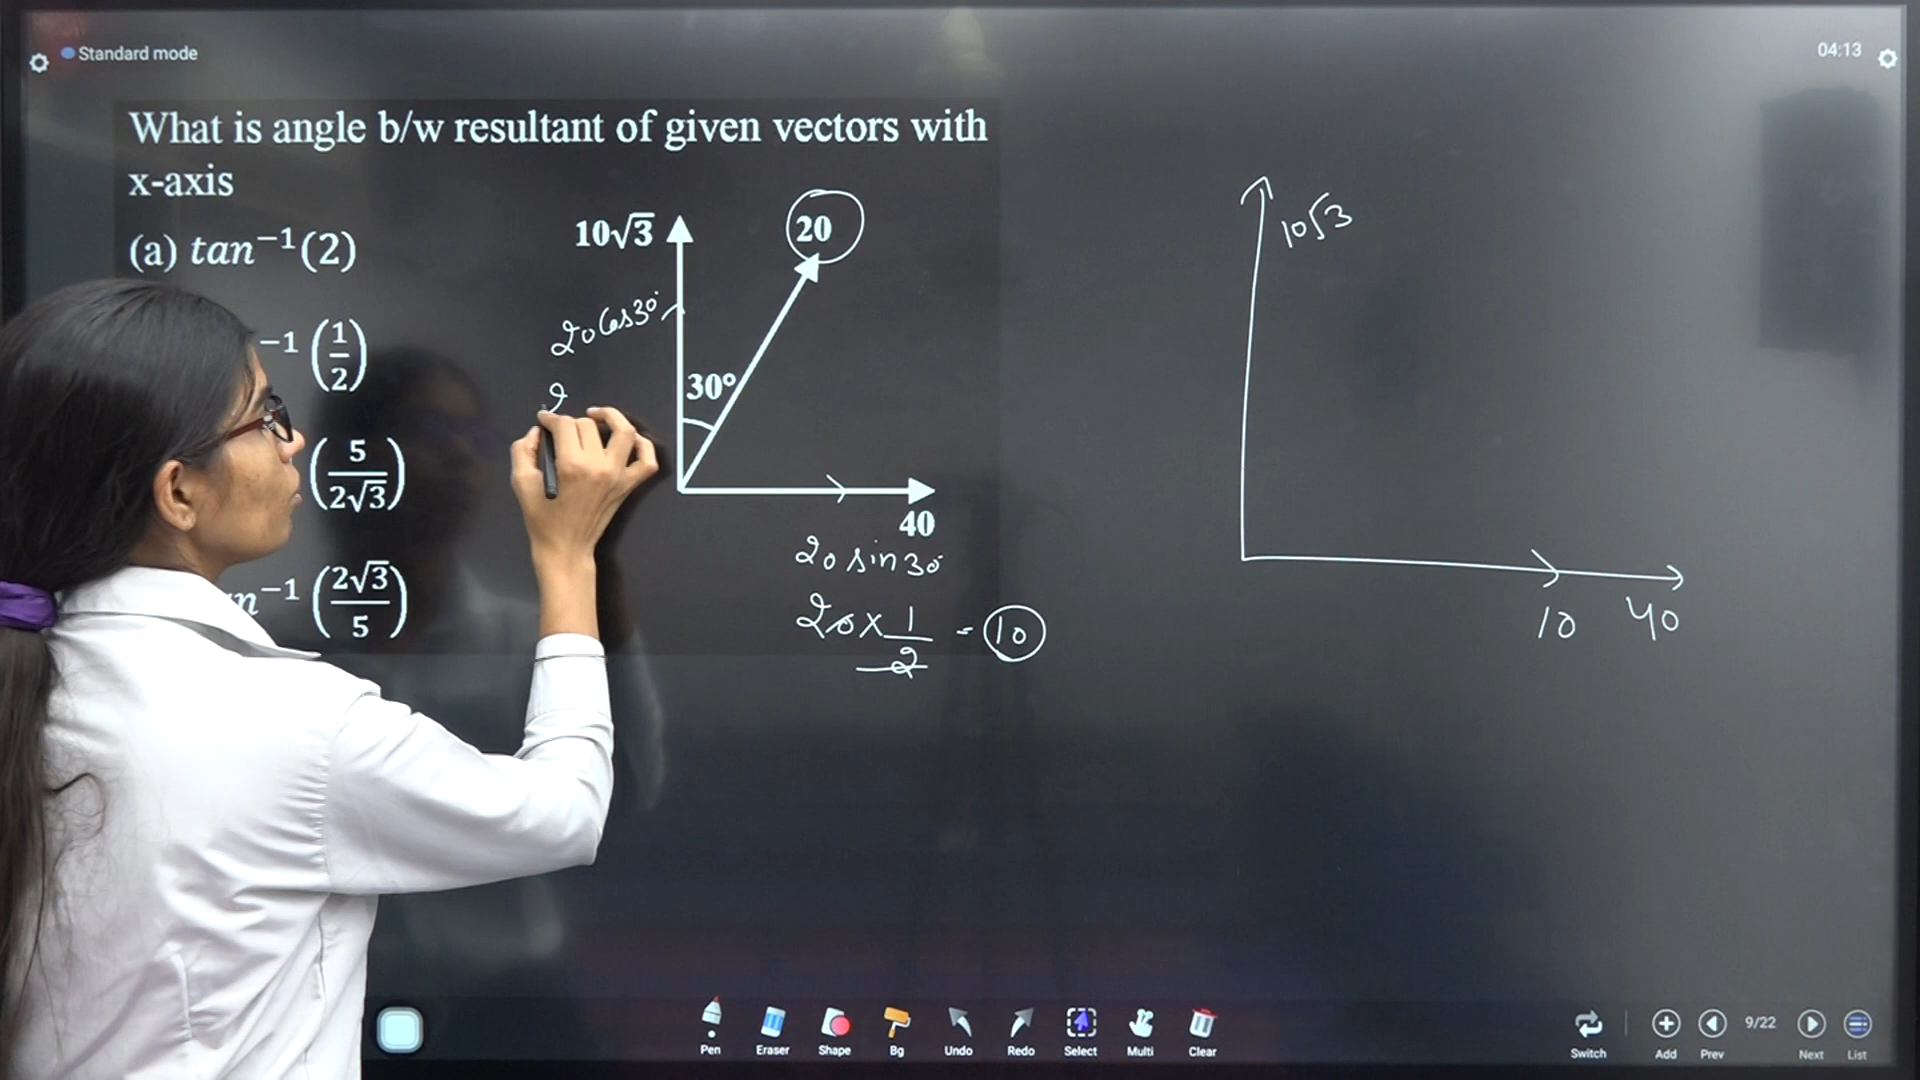 Standard mode
04:13
What is angle b/w resultant of given vectors with
x-axis
(a) tan⁻¹(2)
⁻¹(1/2)
(5/2√3)
n⁻¹(2√3/5)
10√3
20
20 Cos30°
2
30°
40
20 sin30°
20 × 1/2 = 10
10√3
10 40
Pen Eraser Shape Bg Undo Redo Select Multi Clear
Switch Add Prev 9/22 Next List